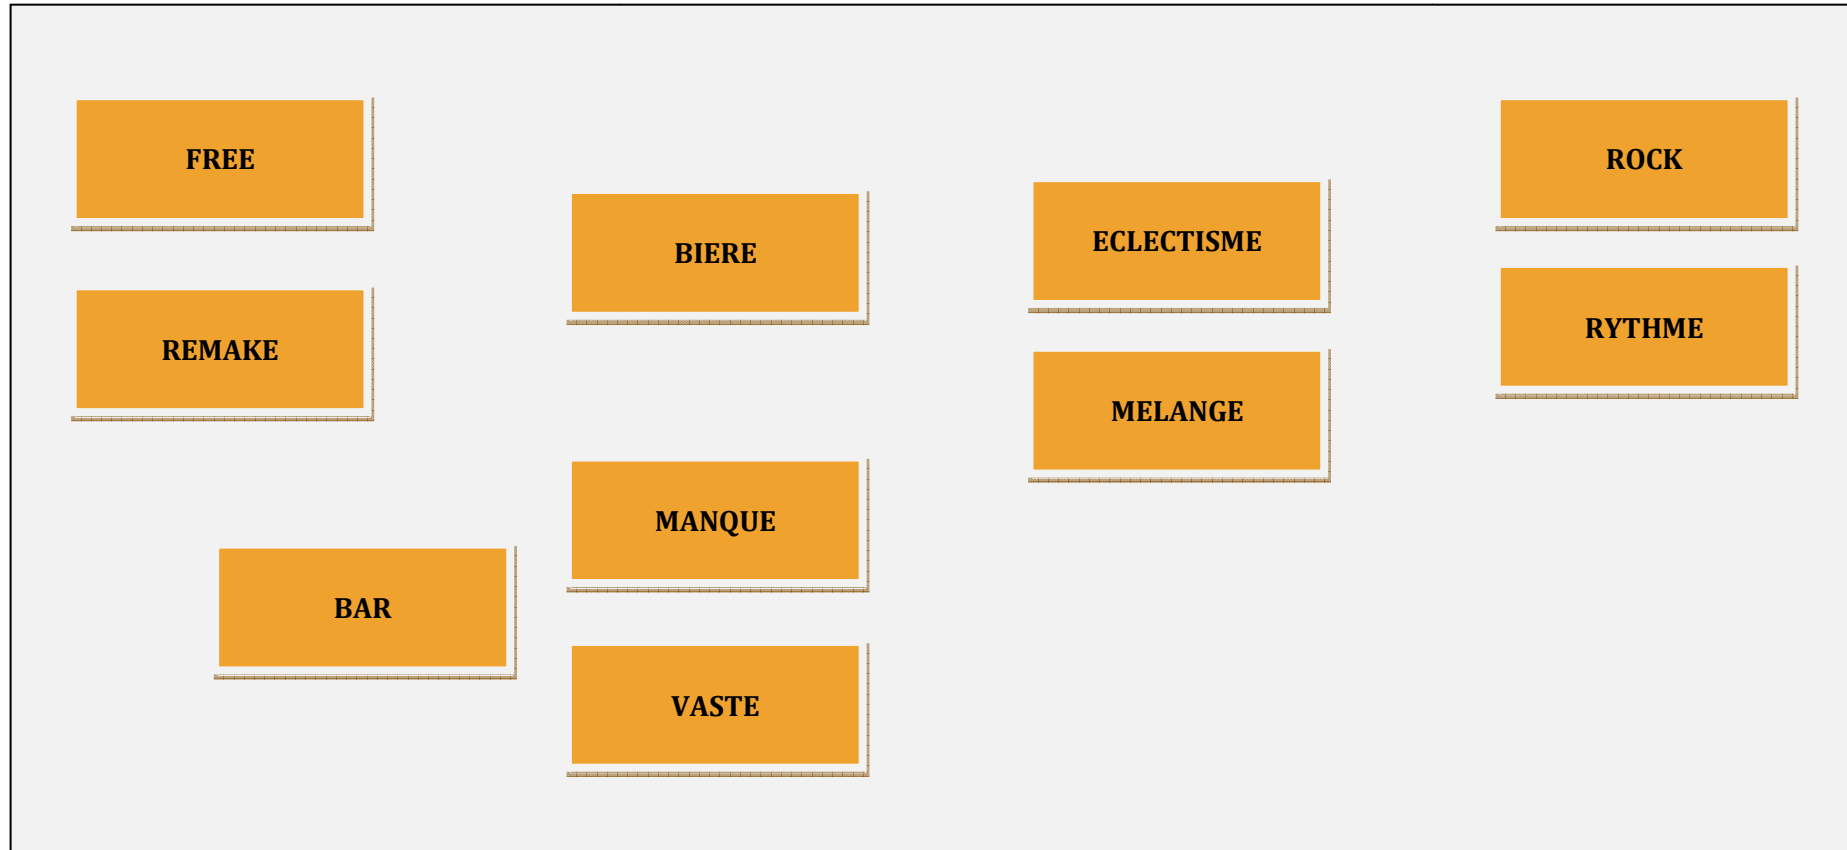 FREE
REMAKE
BAR
BIERE
MANQUE
VASTE
ECLECTISME
MELANGE
ROCK
RYTHME